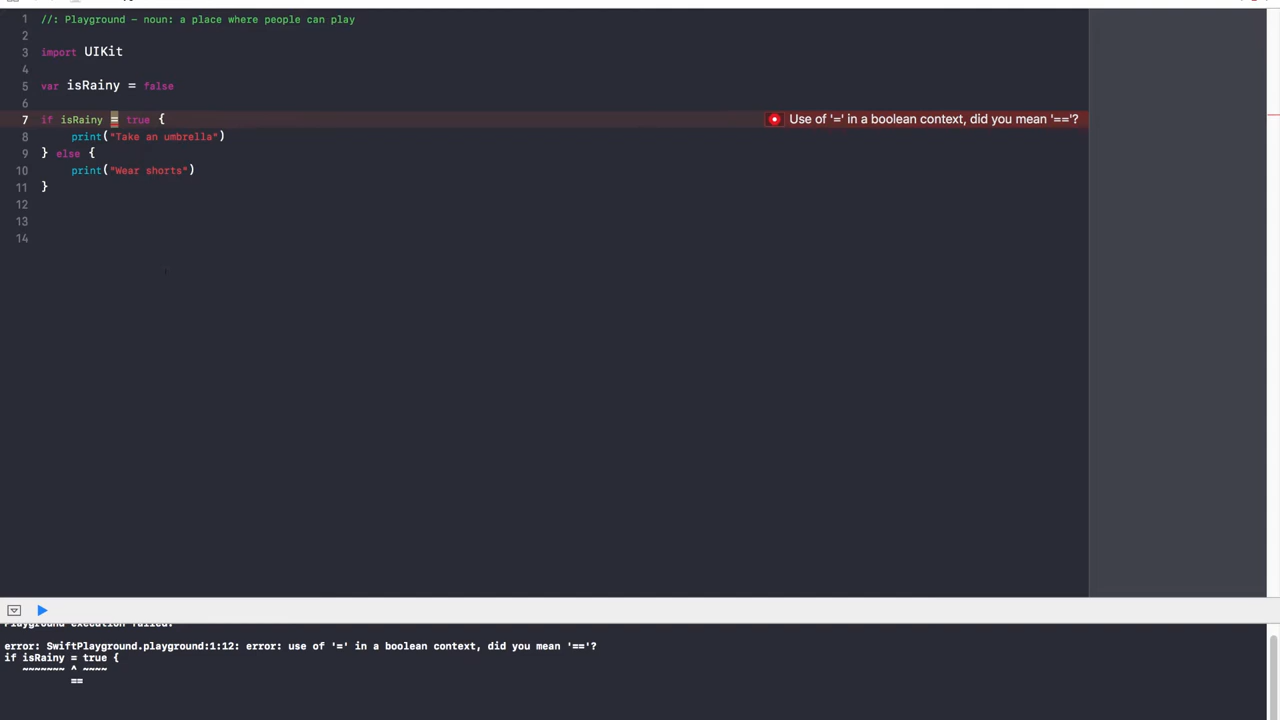 1 //: Playground - noun: a place where people can play
2
3 import UIKit
4
5 var isRainy = false
6
7 if isRainy = true { Use of '=' in a boolean context, did you mean '=='?
8 print("Take an umbrella")
9 } else {
10 print("Wear shorts")
11 }
12
13
14
Playground execution failed:
error: SwiftPlayground.playground:1:12: error: use of '=' in a boolean context, did you mean '=='?
if isRainy = true {
~~~~~~~ ^ ~~~~
==